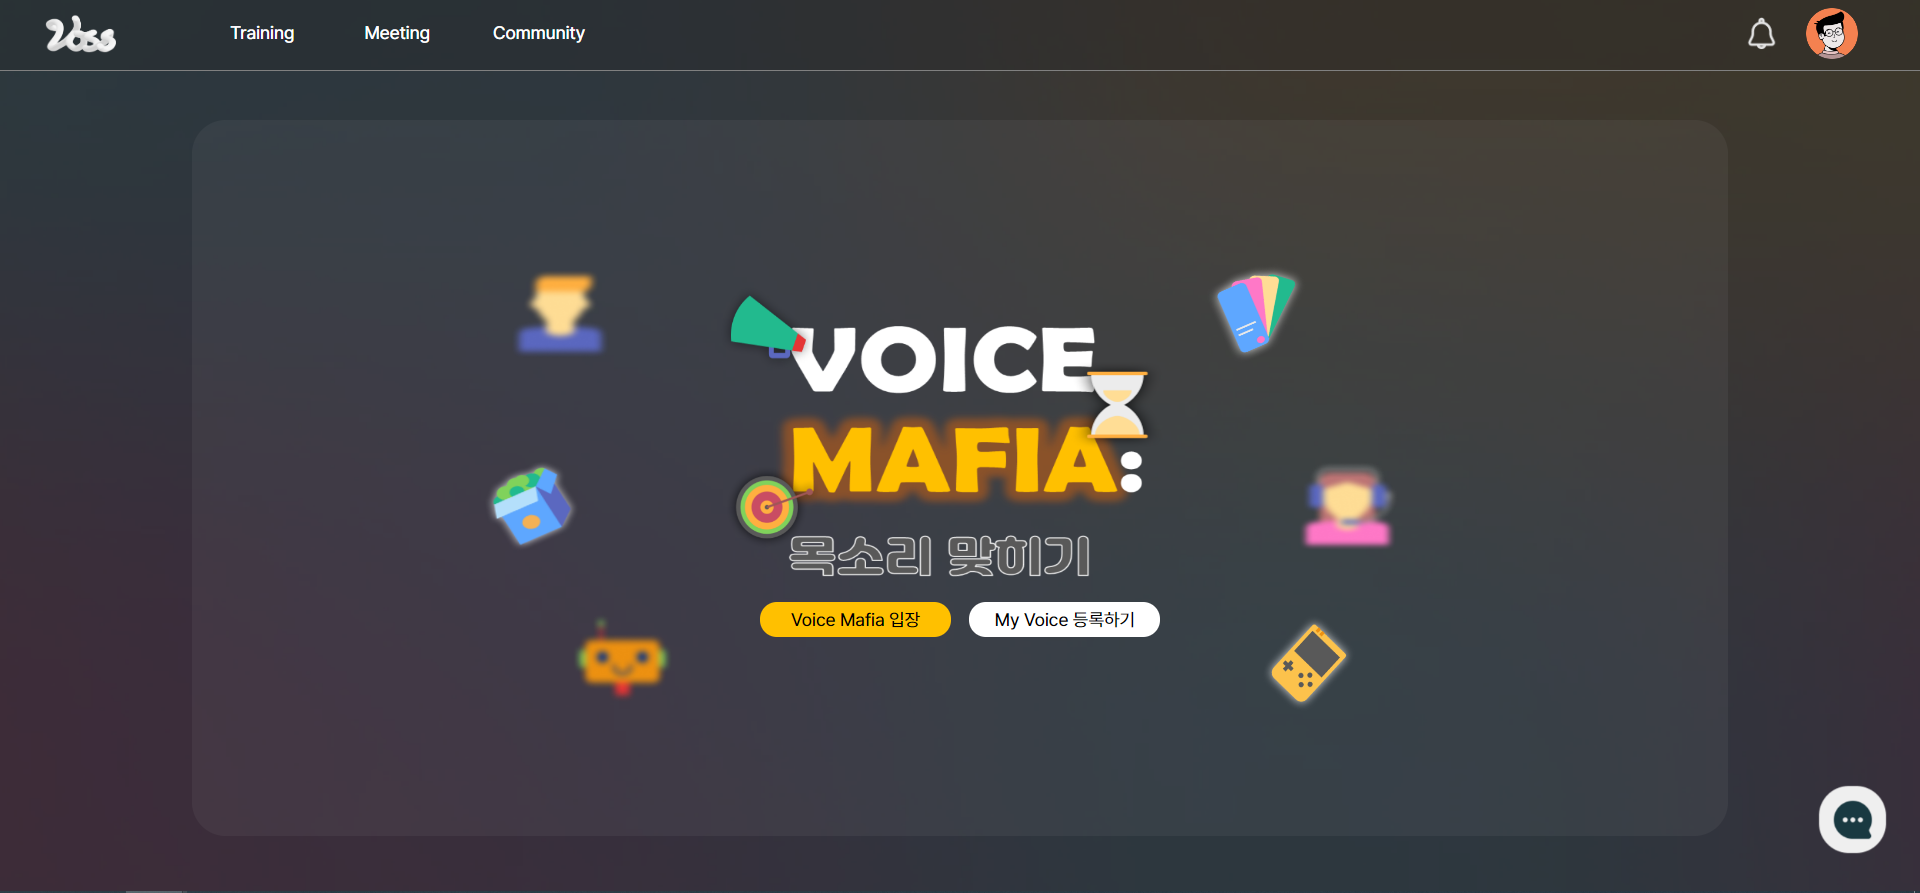 Voss
Training
Meeting
Community
VOICE
MAFIA:
목소리 맞히기
Voice Mafia 입장
My Voice 등록하기